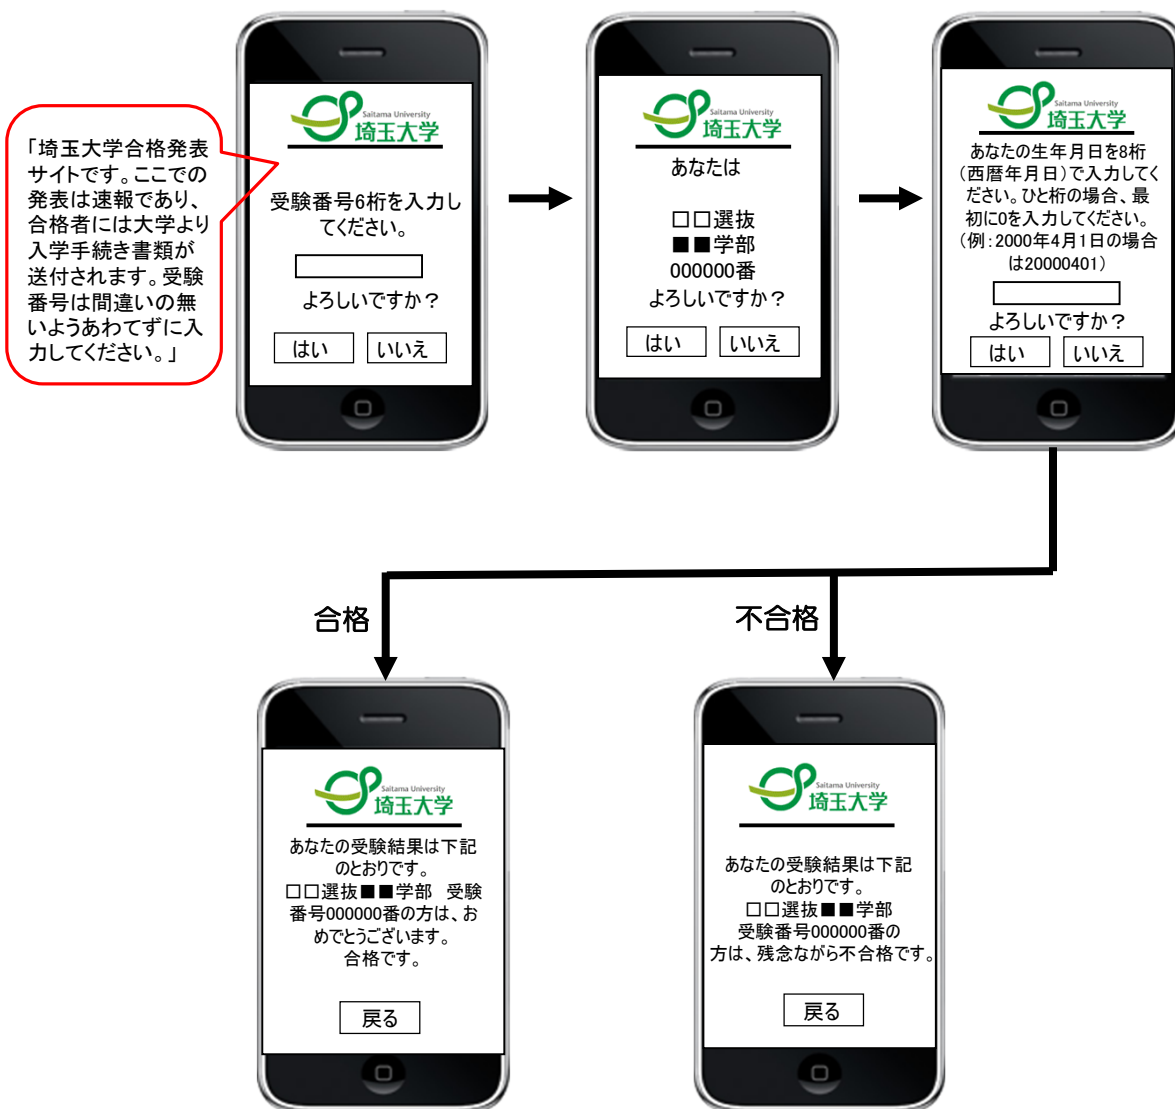 「埼玉大学合格発表
サイトです。ここでの
発表は速報であり、
合格者には大学より
入学手続き書類が
送付されます。受験
番号は間違いの無
いようあわてずに入
力してください。」
Saitama University
埼玉大学
受験番号6桁を入力し
てください。
よろしいですか？
はい
いいえ
Saitama University
埼玉大学
あなたは
□□選抜
■■学部
000000番
よろしいですか？
はい
いいえ
Saitama University
埼玉大学
あなたの生年月日を8桁
（西暦年月日）で入力してく
ださい。ひと桁の場合、最
初に0を入力してください。
（例：2000年4月1日の場合
は20000401）
よろしいですか？
はい
いいえ
合格
不合格
Saitama University
埼玉大学
あなたの受験結果は下記
のとおりです。
□□選抜■■学部　受験
番号000000番の方は、お
めでとうございます。
合格です。
戻る
Saitama University
埼玉大学
あなたの受験結果は下記
のとおりです。
□□選抜■■学部
受験番号000000番の
方は、残念ながら不合格です。
戻る